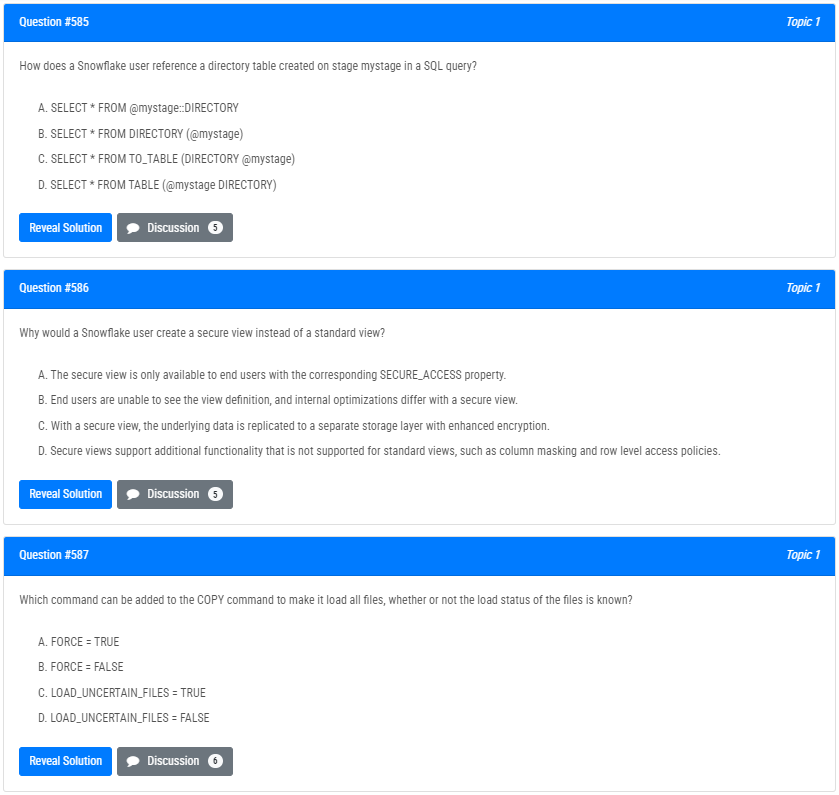 Question #585 Topic 1
How does a Snowflake user reference a directory table created on stage mystage in a SQL query?
A. SELECT * FROM @mystage::DIRECTORY
B. SELECT * FROM DIRECTORY (@mystage)
C. SELECT * FROM TO_TABLE (DIRECTORY @mystage)
D. SELECT * FROM TABLE (@mystage DIRECTORY)
Reveal Solution Discussion 5
Question #586 Topic 1
Why would a Snowflake user create a secure view instead of a standard view?
A. The secure view is only available to end users with the corresponding SECURE_ACCESS property.
B. End users are unable to see the view definition, and internal optimizations differ with a secure view.
C. With a secure view, the underlying data is replicated to a separate storage layer with enhanced encryption.
D. Secure views support additional functionality that is not supported for standard views, such as column masking and row level access policies.
Reveal Solution Discussion 5
Question #587 Topic 1
Which command can be added to the COPY command to make it load all files, whether or not the load status of the files is known?
A. FORCE = TRUE
B. FORCE = FALSE
C. LOAD_UNCERTAIN_FILES = TRUE
D. LOAD_UNCERTAIN_FILES = FALSE
Reveal Solution Discussion 6